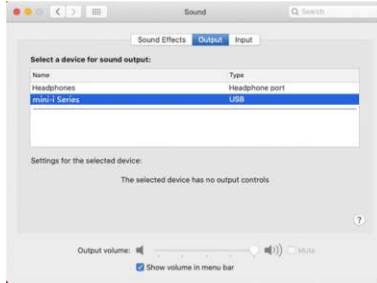 Sound
Search
Sound Effects Output Input
Select a device for sound output:
Name Type
Headphones Headphone port
mini-i Series USB
Settings for the selected device:
The selected device has no output controls
?
Output volume: Mute
Show volume in menu bar